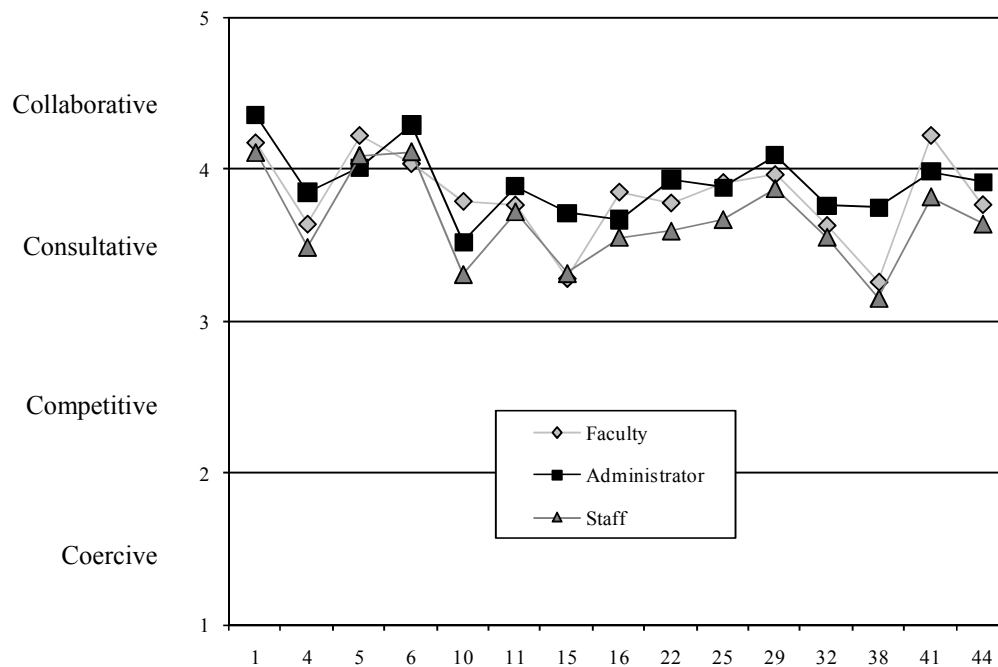 5
Collaborative
4
Consultative
3
Competitive
Faculty
Administrator
2
Staff
Coercive
1
1 4 5 6 10 11 15 16 22 25 29 32 38 41 44